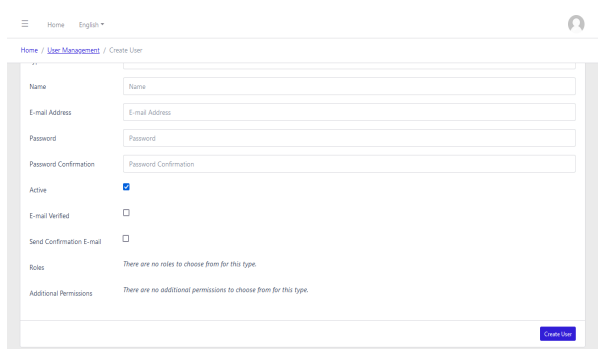 ☰ Home English
Home / User Management / Create User
Name Name
E-mail Address E-mail Address
Password Password
Password Confirmation Password Confirmation
Active
E-mail Verified
Send Confirmation E-mail
Roles There are no roles to choose from for this type.
Additional Permissions There are no additional permissions to choose from for this type.
Create User